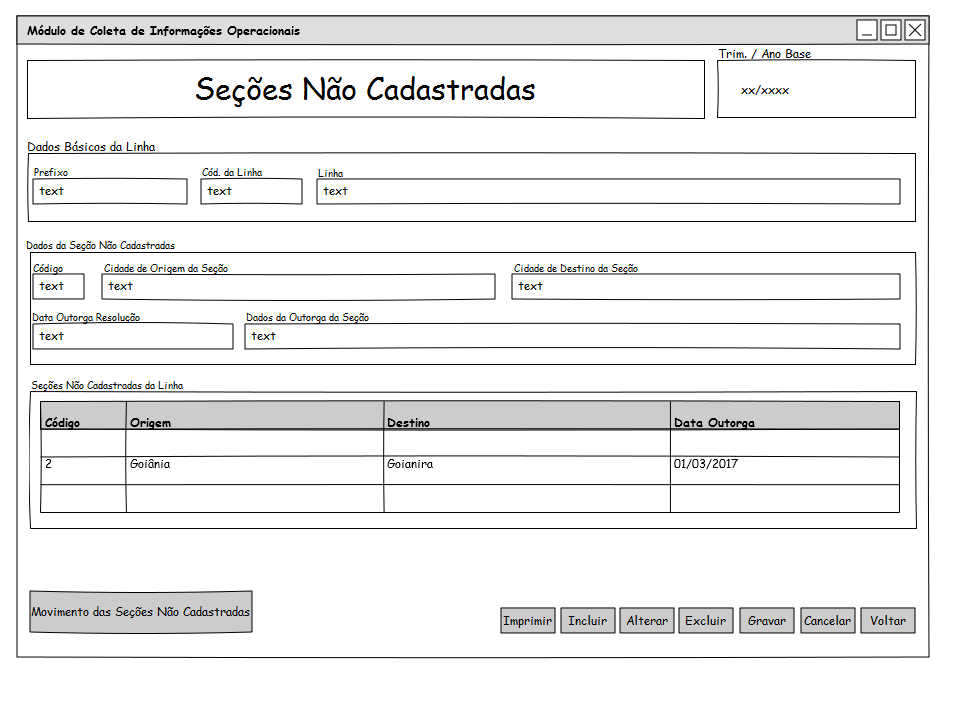 Módulo de Coleta de Informações Operacionais
Trim. / Ano Base
Seções Não Cadastradas
xx/xxxx
Dados Básicos da Linha
Prefixo Cód. da Linha Linha
text text text
Dados da Seção Não Cadastradas
Código Cidade de Origem da Seção Cidade de Destino da Seção
text text text
Data Outorga Resolução Dados da Outorga da Seção
text text
Seções Não Cadastradas da Linha
Código Origem Destino Data Outorga
2 Goiânia Goianira 01/03/2017
Movimento das Seções Não Cadastradas
Imprimir Incluir Alterar Excluir Gravar Cancelar Voltar